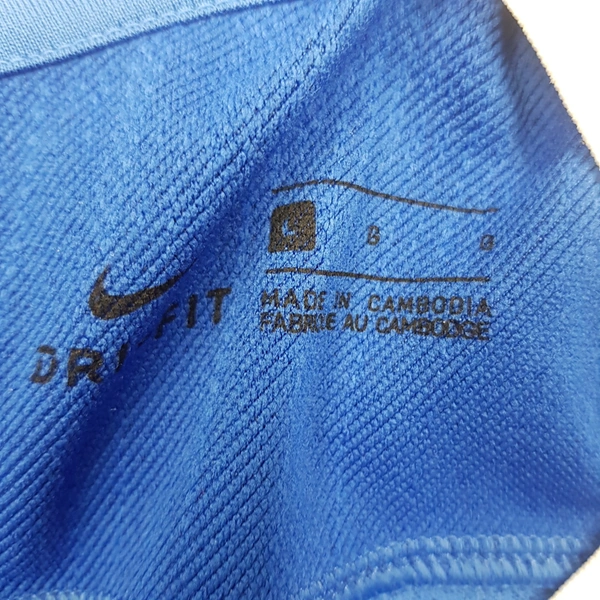 L G G
MADE IN CAMBODIA
FABRIQUE AU CAMBODGE
DRI-FIT